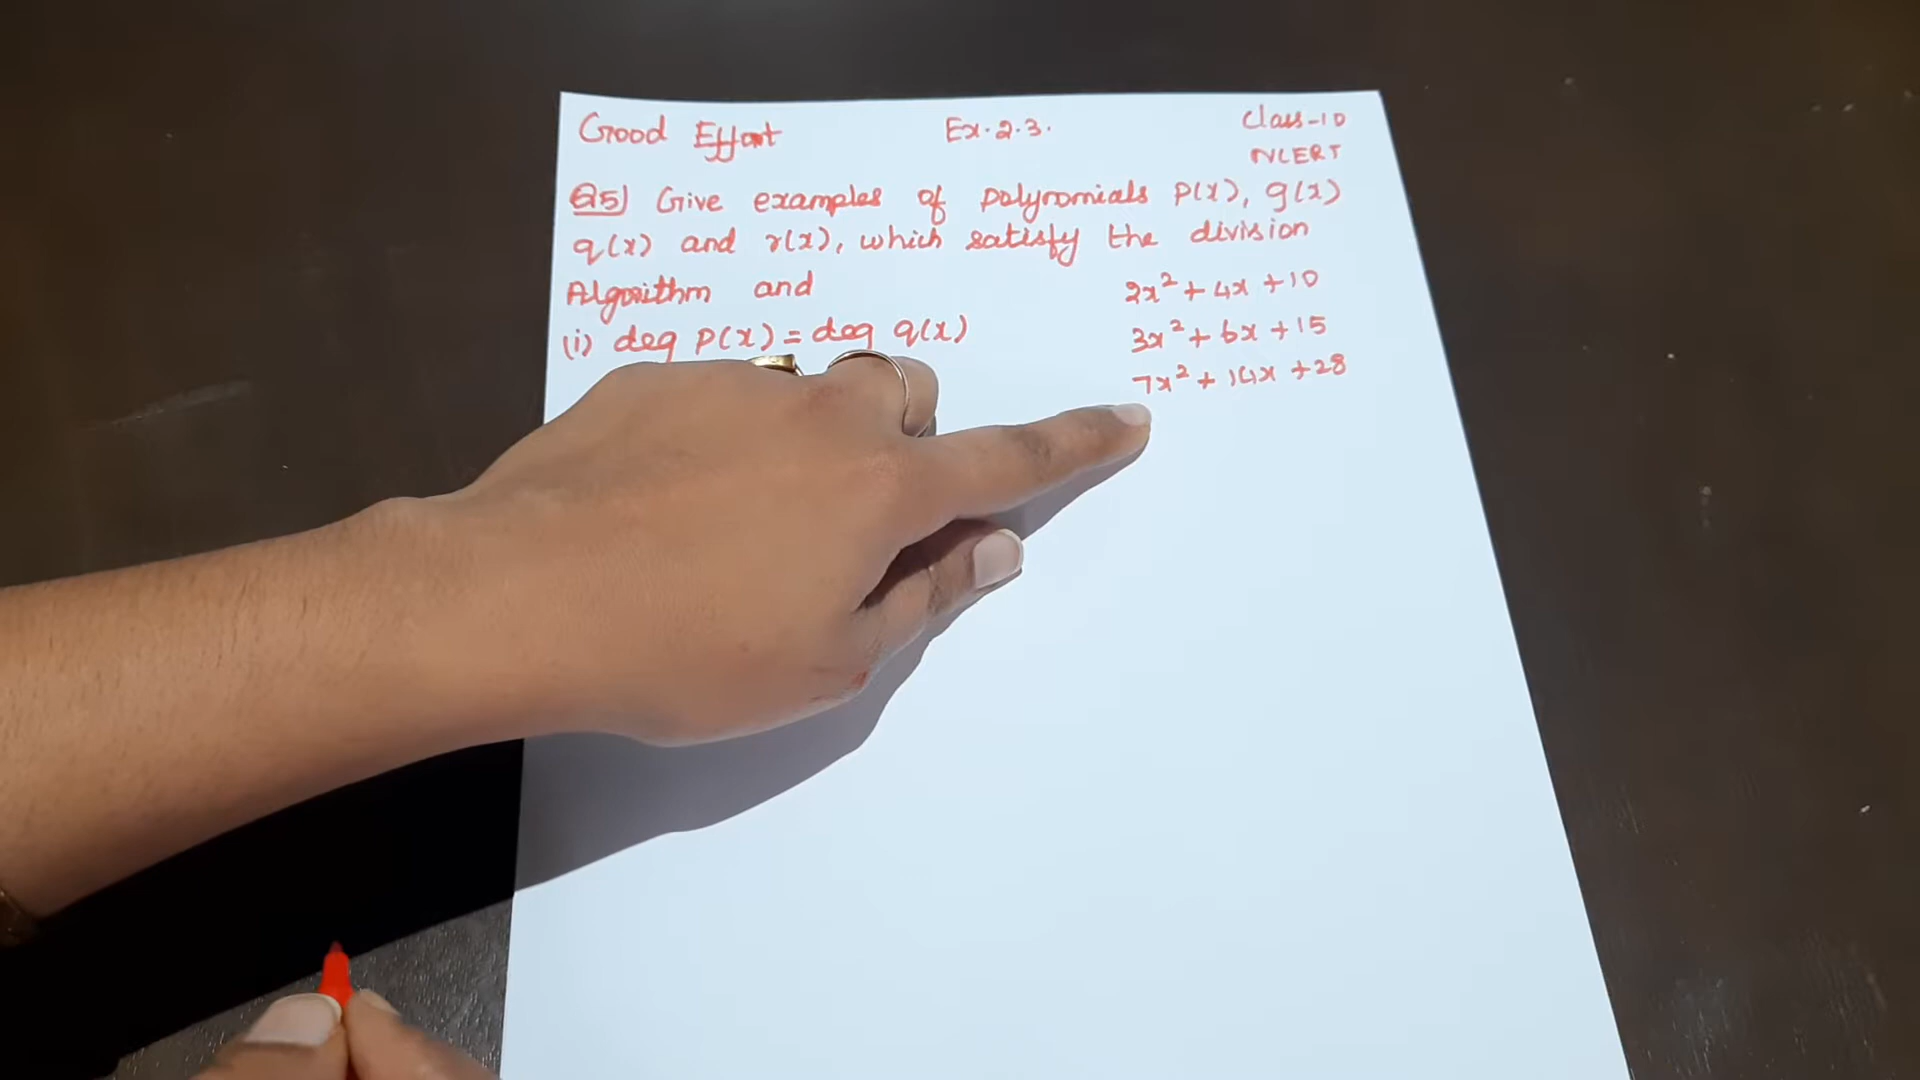 Good Effort Ex. 2.3. Class-10
NCERT
Q5) Give examples of polynomials p(x), g(x)
q(x) and r(x), which satisfy the division
Algorithm and
(i) deg p(x) = deg q(x)
2x² + 4x + 10
3x² + 6x + 15
7x² + 14x + 28